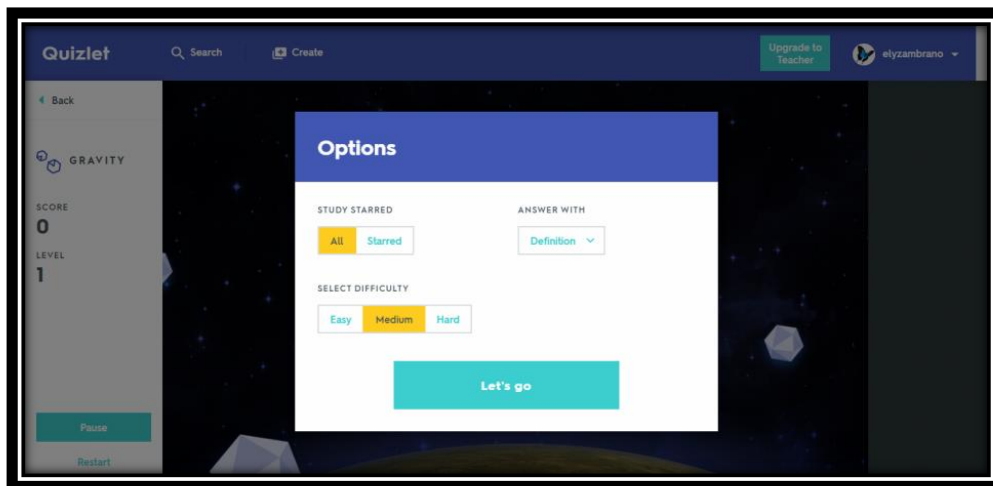 Quizlet
Search
Create
Upgrade to
Teacher
elyzambrano
Back
GRAVITY
SCORE
0
LEVEL
1
Pause
Restart
Options
STUDY STARRED
All Starred
ANSWER WITH
Definition
SELECT DIFFICULTY
Easy Medium Hard
Let's go